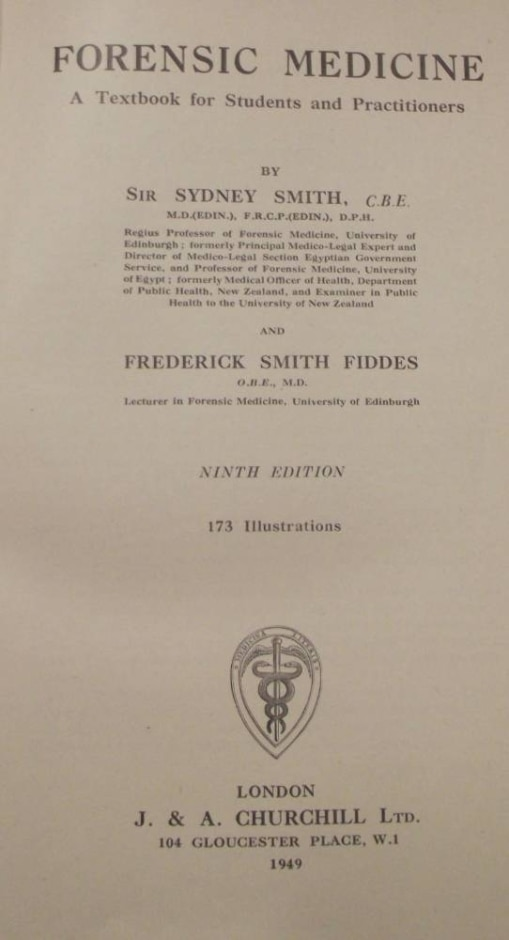 FORENSIC MEDICINE
A Textbook for Students and Practitioners
BY
SIR SYDNEY SMITH, C.B.E.
M.D.(EDIN.), F.R.C.P.(EDIN.), D.P.H.
Regius Professor of Forensic Medicine, University of
Edinburgh; formerly Principal Medico-Legal Expert and
Director of Medico-Legal Section Egyptian Government
Service, and Professor of Forensic Medicine, University
of Egypt; formerly Medical Officer of Health, Department
of Public Health, New Zealand, and Examiner in Public
Health to the University of New Zealand
AND
FREDERICK SMITH FIDDES
O.B.E., M.D.
Lecturer in Forensic Medicine, University of Edinburgh
NINTH EDITION
173 Illustrations
MEDICINA LITERIS
LONDON
J. & A. CHURCHILL LTD.
104 GLOUCESTER PLACE, W.1
1949